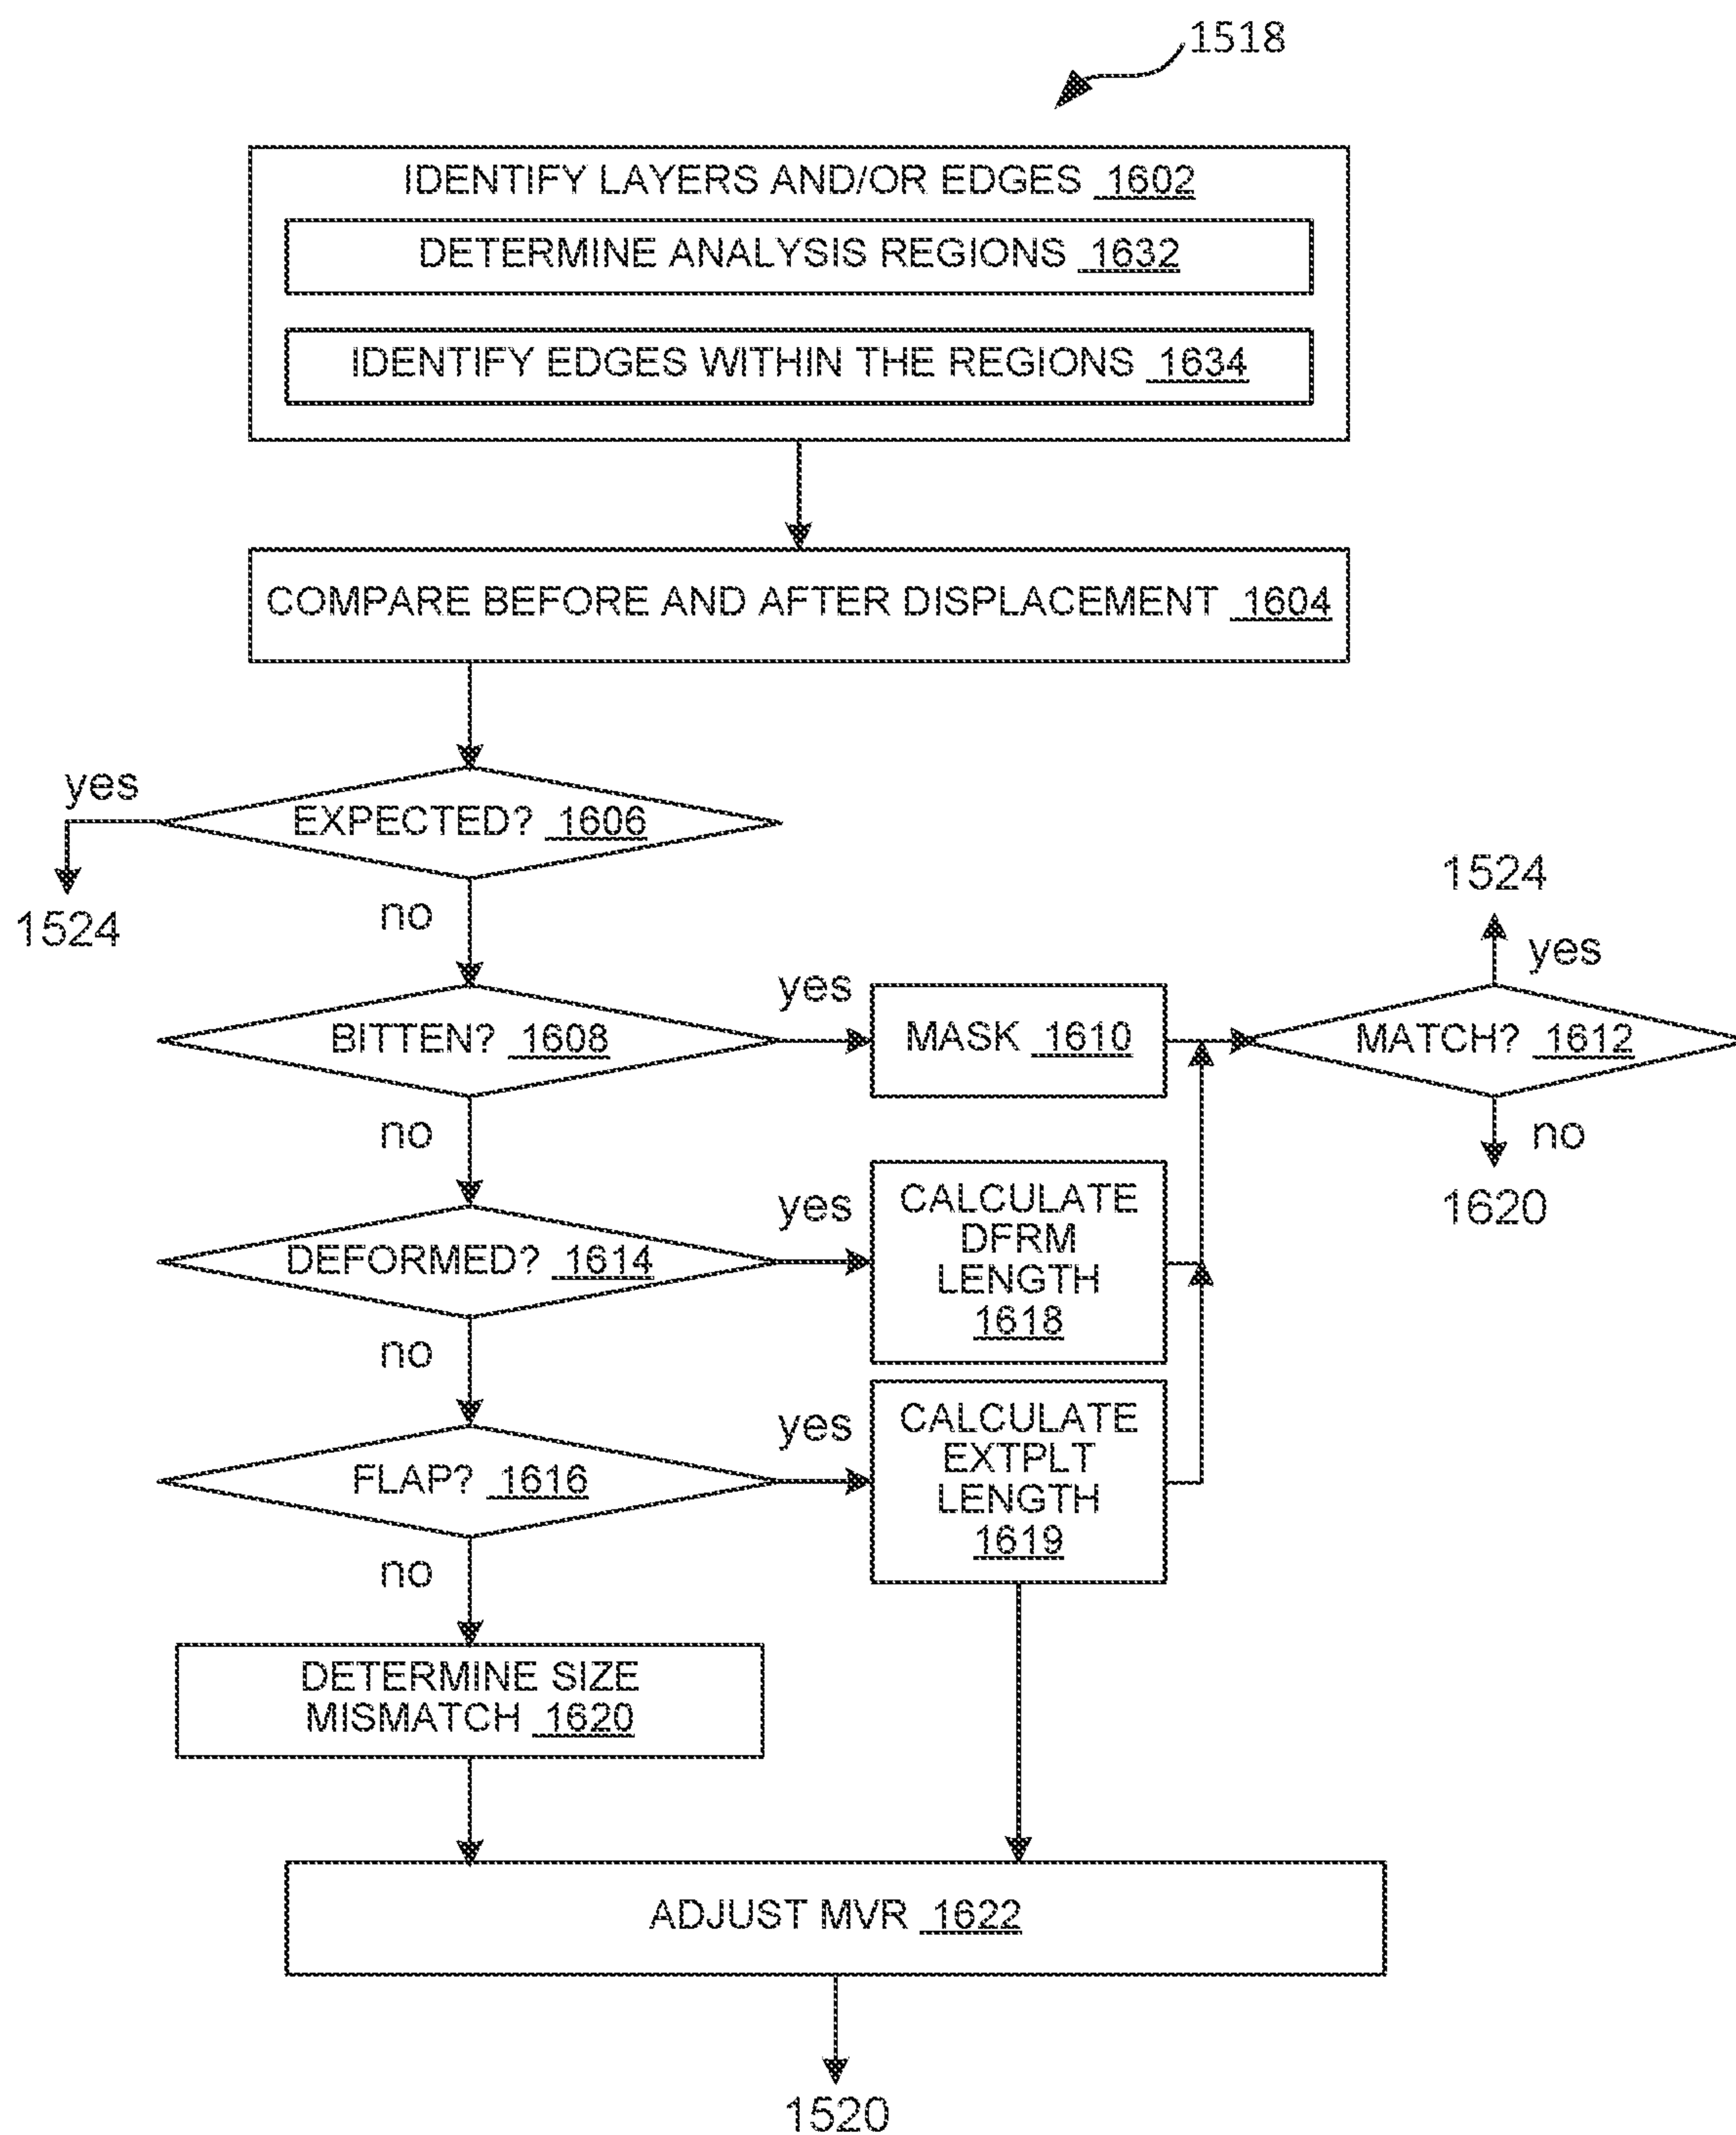 1518
IDENTIFY LAYERS AND/OR EDGES 1602
DETERMINE ANALYSIS REGIONS 1632
IDENTIFY EDGES WITHIN THE REGIONS 1634
COMPARE BEFORE AND AFTER DISPLACEMENT 1604
yes
EXPECTED? 1606
1524
no
1524
yes
BITTEN? 1608
yes
MASK 1610
MATCH? 1612
no
no
1620
DEFORMED? 1614
yes
CALCULATE
DFRM
LENGTH
1618
no
FLAP? 1616
yes
CALCULATE
EXTPLT
LENGTH
1619
no
DETERMINE SIZE
MISMATCH 1620
ADJUST MVR 1622
1520